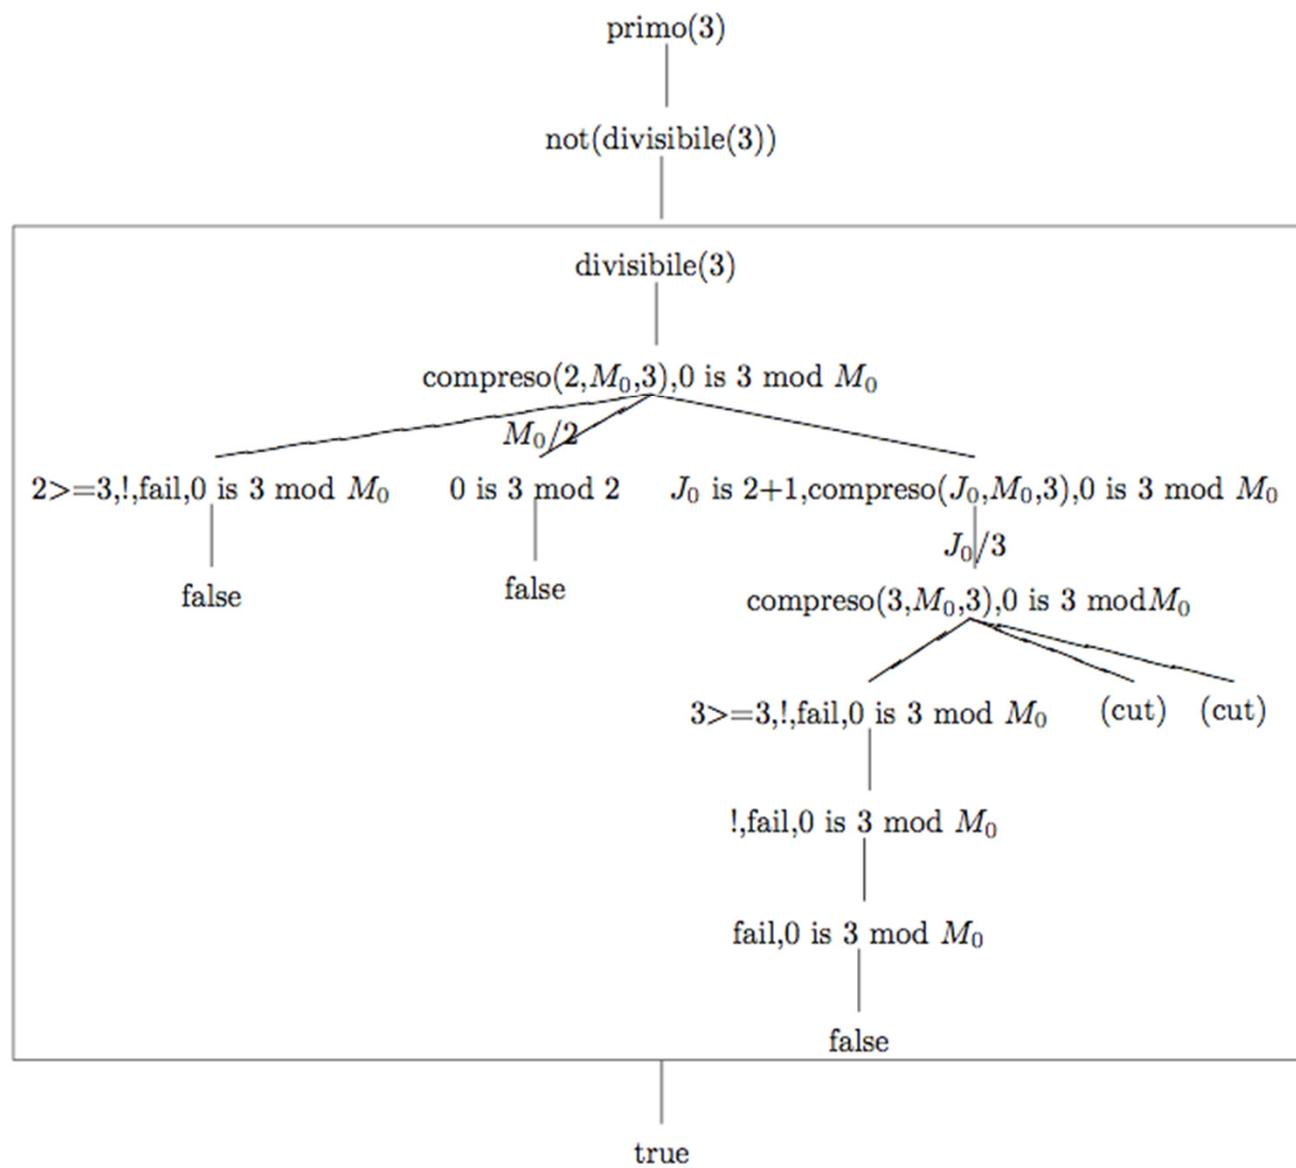 primo(3)
not(divisibile(3))
divisibile(3)
compreso(2,M₀,3),0 is 3 mod M₀
M₀/2
2>=3,!,fail,0 is 3 mod M₀ 0 is 3 mod 2 J₀ is 2+1,compreso(J₀,M₀,3),0 is 3 mod M₀
J₀/3
false false
compreso(3,M₀,3),0 is 3 modM₀
3>=3,!,fail,0 is 3 mod M₀ (cut) (cut)
!,fail,0 is 3 mod M₀
fail,0 is 3 mod M₀
false
true